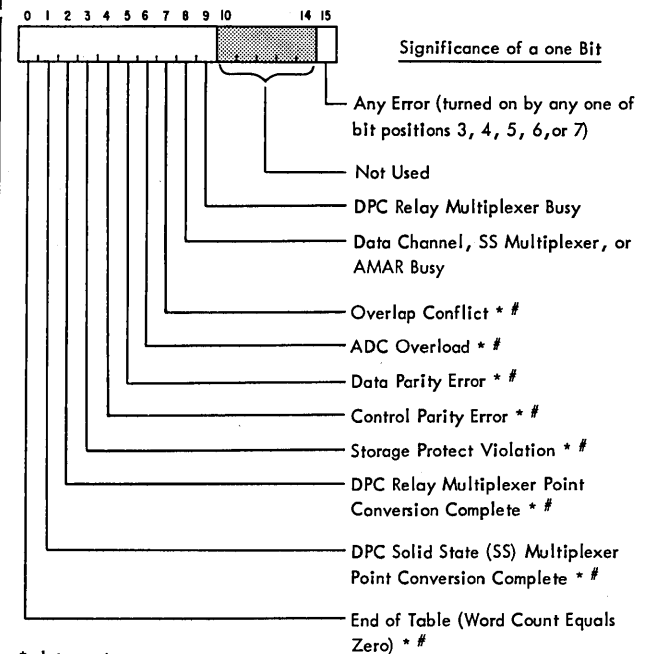 0 1 2 3 4 5 6 7 8 9 10 14 15
Significance of a one Bit
Any Error (turned on by any one of
bit positions 3, 4, 5, 6,or 7)
Not Used
DPC Relay Multiplexer Busy
Data Channel, SS Multiplexer, or
AMAR Busy
Overlap Conflict * #
ADC Overload * #
Data Parity Error * #
Control Parity Error * #
Storage Protect Violation * #
DPC Relay Multiplexer Point
Conversion Complete * #
DPC Solid State (SS) Multiplexer
Point Conversion Complete * #
End of Table (Word Count Equals
Zero) * #